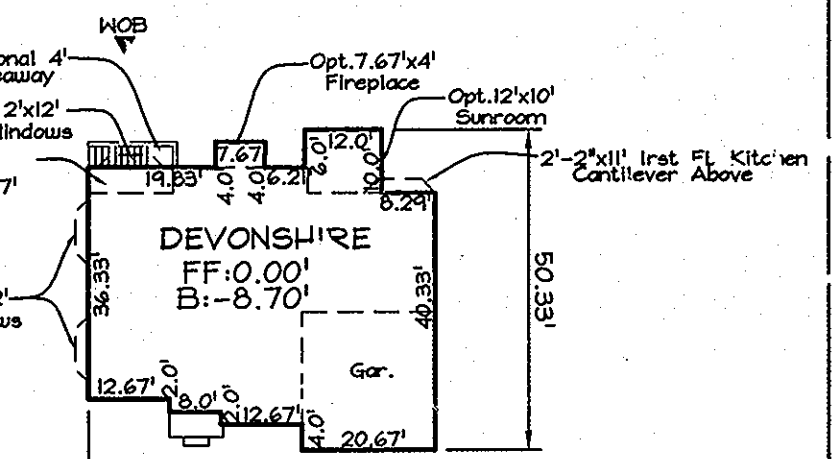 WOB
onal 4'
eaway
Opt.7.67'x4'
Fireplace
2'x12'
Opt.12'x10'
Sunroom
7.67
12.0'
6.0'
10.0'
2'-2"x11' Irst Fl. Kitchen
Cantilever Above
19.83'
4.0'
4.0'
6.21'
7'
8.29'
DEVONSHIRE
FF:0.00'
B:-8.70'
36.33'
40.33'
50.33'
2'
ws
Gar.
12.67'
2.0'
8.0'
2.0'
12.67'
4.0'
20.67'